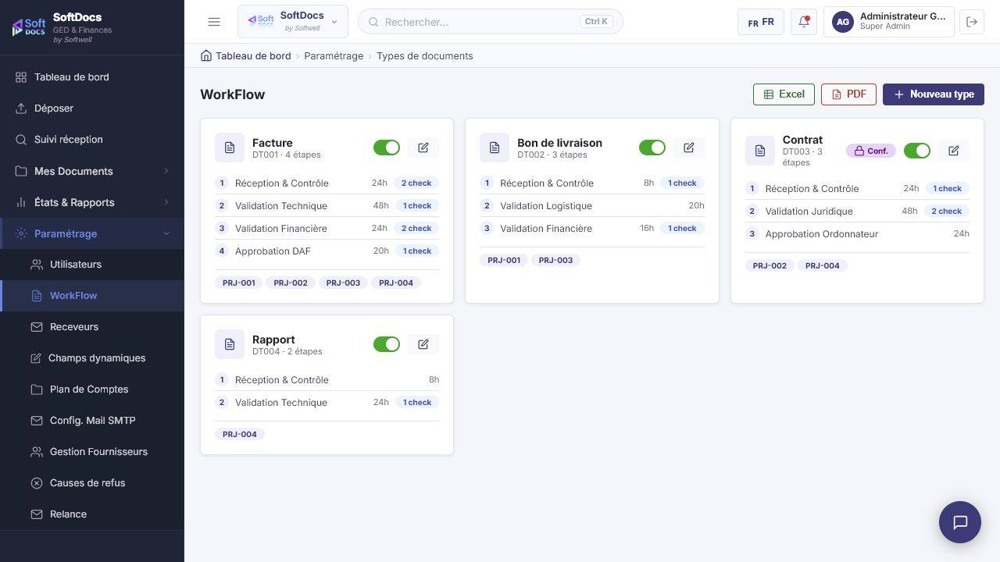 SoftDocs
GED & Finances
by Softwell
Soft
DOCS
Tableau de bord
Déposer
Suivi réception
Mes Documents
États & Rapports
Paramétrage
Utilisateurs
WorkFlow
Receveurs
Champs dynamiques
Plan de Comptes
Config. Mail SMTP
Gestion Fournisseurs
Causes de refus
Relance
Soft
DOCS
SoftDocs
by Softwell
Rechercher...
Ctrl K
FR FR
AG
Administrateur G...
Super Admin
Tableau de bord › Paramétrage › Types de documents
WorkFlow
Excel
PDF
Nouveau type
Facture
DT001 · 4 étapes
1 Réception & Contrôle 24h 2 check
2 Validation Technique 48h 1 check
3 Validation Financière 24h 2 check
4 Approbation DAF 20h 1 check
PRJ-001 PRJ-002 PRJ-003 PRJ-004
Bon de livraison
DT002 · 3 étapes
1 Réception & Contrôle 8h 1 check
2 Validation Logistique 20h
3 Validation Financière 16h 1 check
PRJ-001 PRJ-003
Contrat
DT003 · 3
étapes
Conf.
1 Réception & Contrôle 24h 1 check
2 Validation Juridique 48h 2 check
3 Approbation Ordonnateur 24h
PRJ-002 PRJ-004
Rapport
DT004 · 2 étapes
1 Réception & Contrôle 8h
2 Validation Technique 24h 1 check
PRJ-004